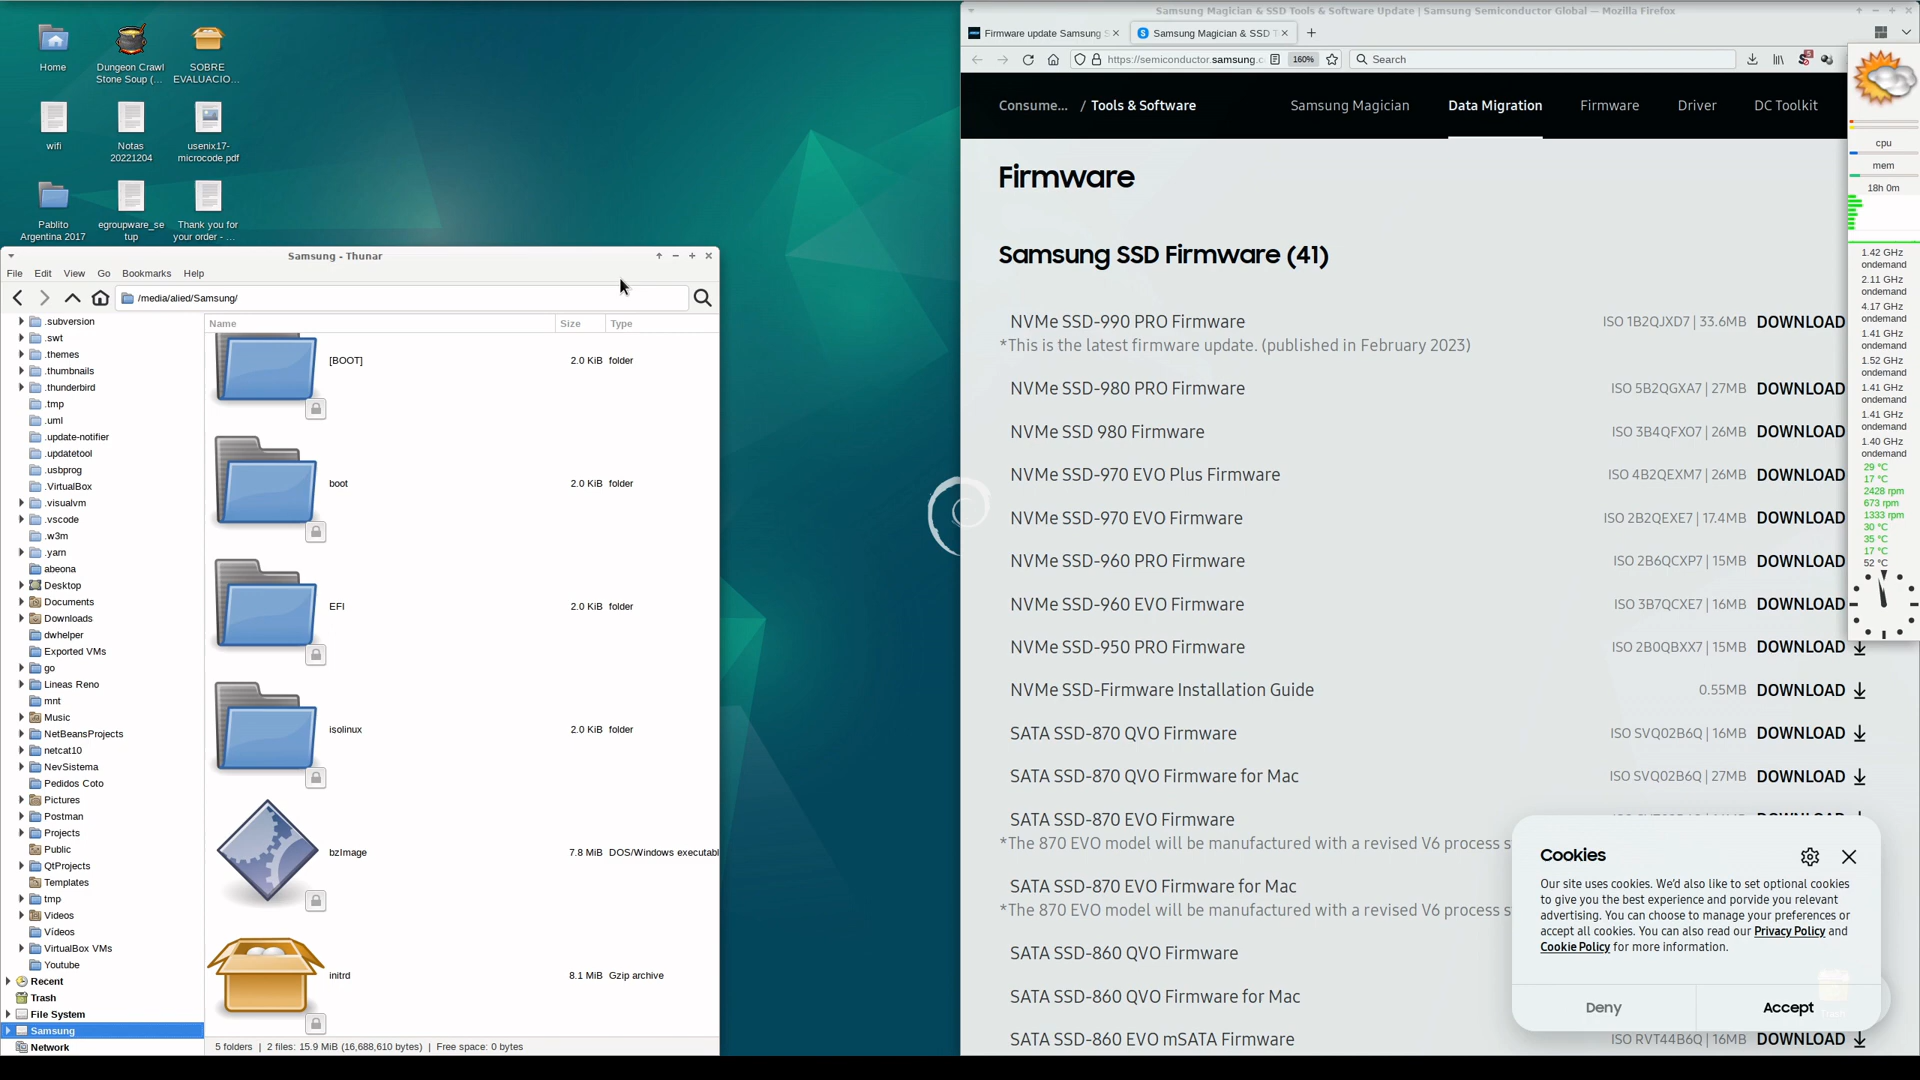 Home
Dungeon Crawl
Stone Soup (...
SOBRE
EVALUACIO...
wifi
Notas
20221204
usenix17-
microcode.pdf
Pablito
Argentina 2017
egroupware_se
tup
Thank you for
your order - ...
Samsung - Thunar
File Edit View Go Bookmarks Help
/media/alied/Samsung/
.subversion
.swt
.themes
.thumbnails
.thunderbird
.tmp
.uml
.update-notifier
.updatetool
.usbprog
.VirtualBox
.visualvm
.vscode
.w3m
.yarn
abeona
Desktop
Documents
Downloads
dwhelper
Exported VMs
go
Lineas Reno
mnt
Music
NetBeansProjects
netcat10
NevSistema
Pedidos Coto
Pictures
Postman
Projects
Public
QtProjects
Templates
tmp
Videos
Vídeos
VirtualBox VMs
Youtube
Recent
Trash
File System
Samsung
Network
Name Size Type
[BOOT] 2.0 KiB folder
boot 2.0 KiB folder
EFI 2.0 KiB folder
isolinux 2.0 KiB folder
bzImage 7.8 MiB DOS/Windows executabl
initrd 8.1 MiB Gzip archive
5 folders | 2 files: 15.9 MiB (16,688,610 bytes) | Free space: 0 bytes
Samsung Magician & SSD Tools & Software Update | Samsung Semiconductor Global — Mozilla Firefox
Firmware update Samsung S
Samsung Magician & SSD T
https://semiconductor.samsung.c
160%
Search
Consume... / Tools & Software
Samsung Magician Data Migration Firmware Driver DC Toolkit
Firmware
Samsung SSD Firmware (41)
NVMe SSD-990 PRO Firmware ISO 1B2QJXD7 | 33.6MB DOWNLOAD
*This is the latest firmware update. (published in February 2023)
NVMe SSD-980 PRO Firmware ISO 5B2QGXA7 | 27MB DOWNLOAD
NVMe SSD 980 Firmware ISO 3B4QFXO7 | 26MB DOWNLOAD
NVMe SSD-970 EVO Plus Firmware ISO 4B2QEXM7 | 26MB DOWNLOAD
NVMe SSD-970 EVO Firmware ISO 2B2QEXE7 | 17.4MB DOWNLOAD
NVMe SSD-960 PRO Firmware ISO 2B6QCXP7 | 15MB DOWNLOAD
NVMe SSD-960 EVO Firmware ISO 3B7QCXE7 | 16MB DOWNLOAD
NVMe SSD-950 PRO Firmware ISO 2B0QBXX7 | 15MB DOWNLOAD
NVMe SSD-Firmware Installation Guide 0.55MB DOWNLOAD
SATA SSD-870 QVO Firmware ISO SVQ02B6Q | 16MB DOWNLOAD
SATA SSD-870 QVO Firmware for Mac ISO SVQ02B6Q | 27MB DOWNLOAD
SATA SSD-870 EVO Firmware
*The 870 EVO model will be manufactured with a revised V6 process s
SATA SSD-870 EVO Firmware for Mac
*The 870 EVO model will be manufactured with a revised V6 process s
SATA SSD-860 QVO Firmware
SATA SSD-860 QVO Firmware for Mac
SATA SSD-860 EVO mSATA Firmware ISO RVT44B6Q | 16MB DOWNLOAD
Cookies
Our site uses cookies. We'd also like to set optional cookies
to give you the best experience and porvide you relevant
advertising. You can choose to manage your preferences or
accept all cookies. You can also read our Privacy Policy and
Cookie Policy for more information.
Deny
Accept
cpu
mem
18h 0m
1.42 GHz
ondemand
2.11 GHz
ondemand
4.17 GHz
ondemand
1.41 GHz
ondemand
1.52 GHz
ondemand
1.41 GHz
ondemand
1.41 GHz
ondemand
1.40 GHz
ondemand
29 °C
17 °C
2428 rpm
673 rpm
1333 rpm
30 °C
35 °C
17 °C
52 °C